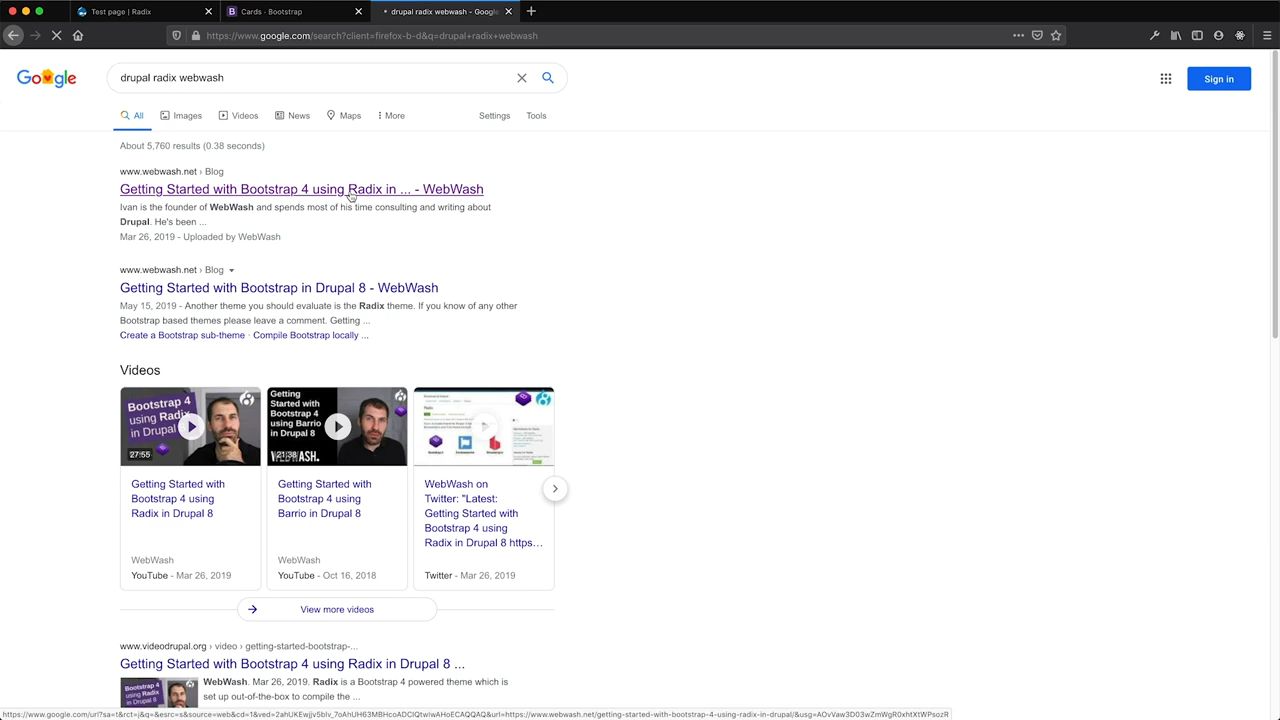 Test page | Radix
Cards - Bootstrap
drupal radix webwash - Google
https://www.google.com/search?client=firefox-b-d&q=drupal+radix+webwash
Google
drupal radix webwash
Sign in
All
Images
Videos
News
Maps
More
Settings
Tools
About 5,760 results (0.38 seconds)
www.webwash.net › Blog
Getting Started with Bootstrap 4 using Radix in ... - WebWash
Ivan is the founder of WebWash and spends most of his time consulting and writing about
Drupal. He's been ...
Mar 26, 2019 - Uploaded by WebWash
www.webwash.net › Blog
Getting Started with Bootstrap in Drupal 8 - WebWash
May 15, 2019 - Another theme you should evaluate is the Radix theme. If you know of any other
Bootstrap based themes please leave a comment. Getting ...
Create a Bootstrap sub-theme · Compile Bootstrap locally ...
Videos
Bootstrap 4
using Radix
in Drupal
27:55
Getting
Started with
Bootstrap 4
using Barrio
in Drupal 8
WEBWASH.
21:38
Getting Started with
Bootstrap 4 using
Radix in Drupal 8
WebWash
YouTube - Mar 26, 2019
Getting Started with
Bootstrap 4 using
Barrio in Drupal 8
WebWash
YouTube - Oct 16, 2018
WebWash on
Twitter: "Latest:
Getting Started with
Bootstrap 4 using
Radix in Drupal 8 https...
Twitter - Mar 26, 2019
View more videos
www.videodrupal.org › video › getting-started-bootstrap-...
Getting Started with Bootstrap 4 using Radix in Drupal 8 ...
Bootstrap 4
using Radix
WebWash. Mar 26, 2019. Radix is a Bootstrap 4 powered theme which is
set up out-of-the-box to compile the ...